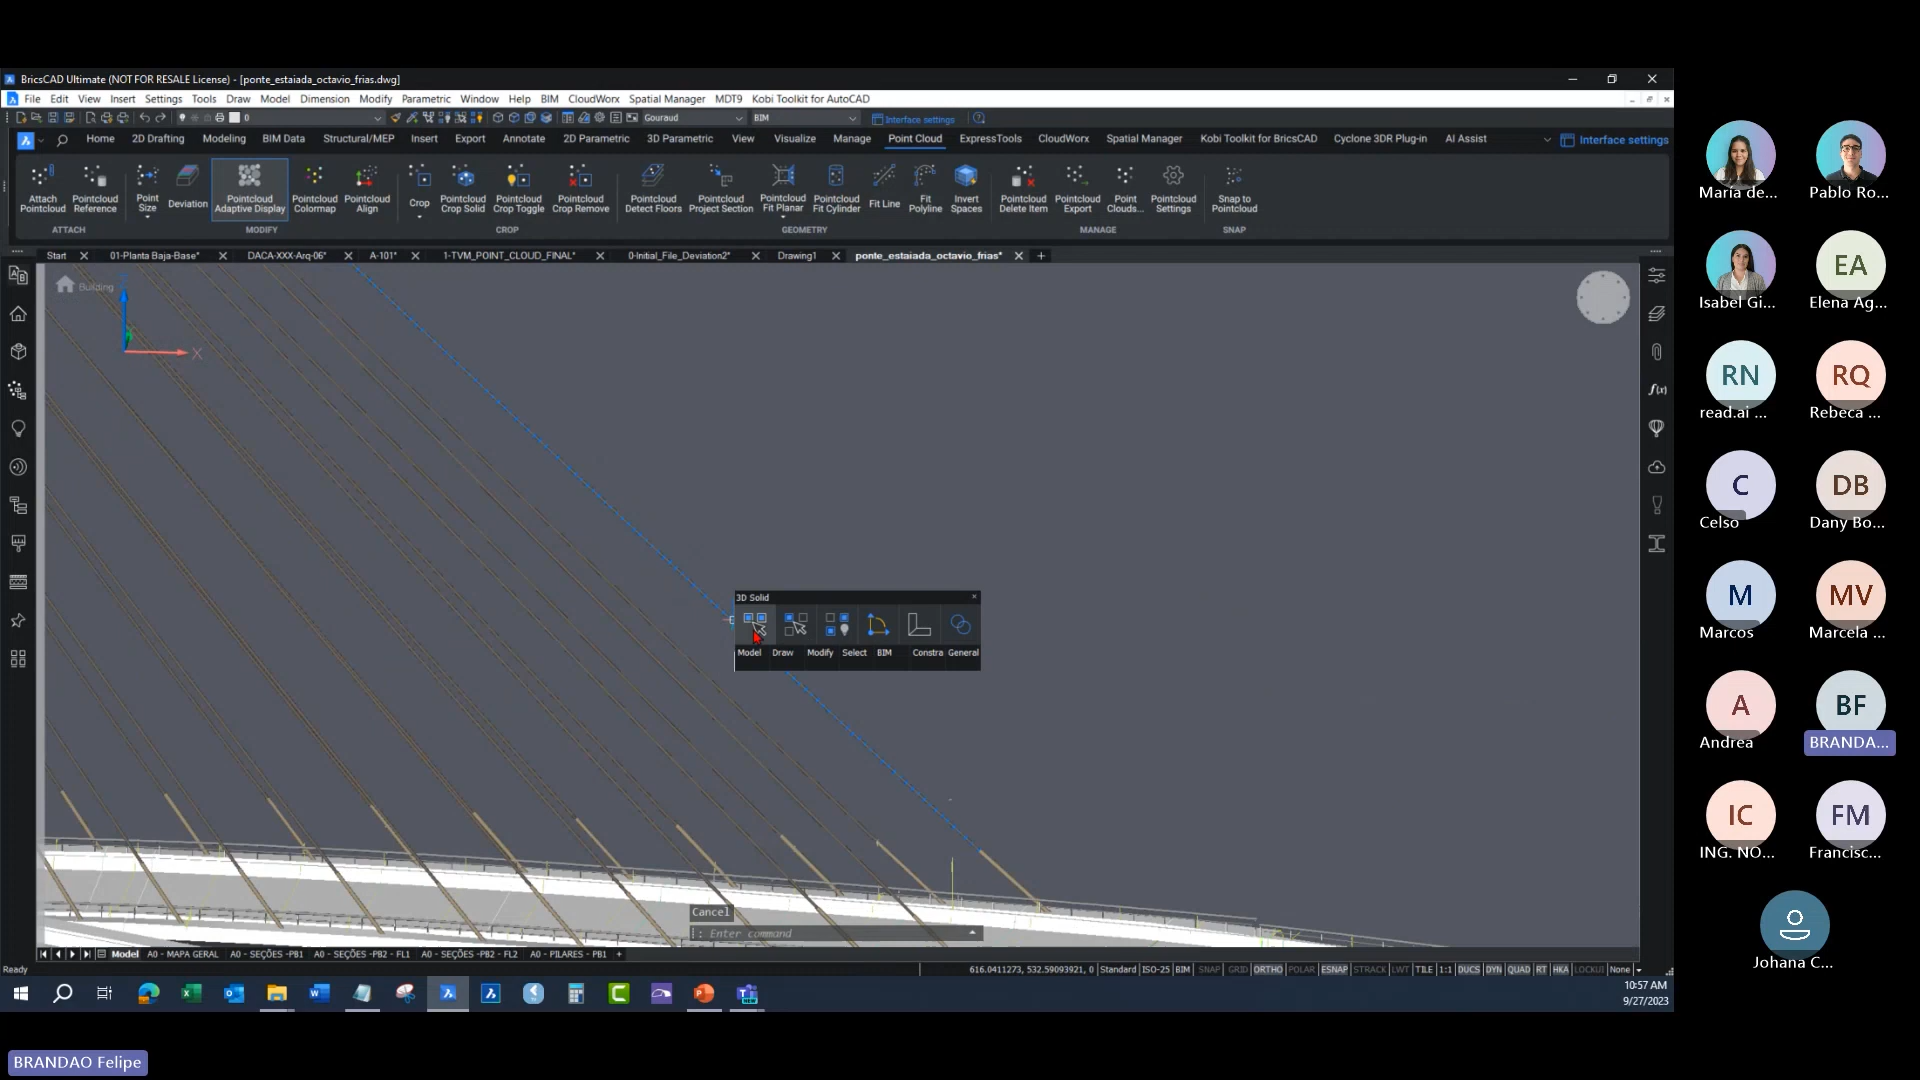 BricsCAD Ultimate (NOT FOR RESALE License) - [ponte_estaiada_octavio_frias.dwg]
File Edit View Insert Settings Tools Draw Model Dimension Modify Parametric Window Help BIM CloudWorx Spatial Manager MDT9 Kobi Toolkit for AutoCAD
0 Gouraud BIM Interface settings
Home 2D Drafting Modeling BIM Data Structural/MEP Insert Export Annotate 2D Parametric 3D Parametric View Visualize Manage Point Cloud ExpressTools CloudWorx Spatial Manager Kobi Toolkit for BricsCAD Cyclone 3DR Plug-in AI Assist Interface settings
Attach Pointcloud
Pointcloud Reference
Point Size
Deviation
Pointcloud Adaptive Display
Pointcloud Colormap
Pointcloud Align
Crop
Pointcloud Crop Solid
Pointcloud Crop Toggle
Pointcloud Crop Remove
Pointcloud Detect Floors
Pointcloud Project Section
Pointcloud Fit Planar
Pointcloud Fit Cylinder
Fit Line
Fit Polyline
Invert Spaces
Pointcloud Delete Item
Pointcloud Export
Point Clouds...
Pointcloud Settings
Snap to Pointcloud
ATTACH MODIFY CROP GEOMETRY MANAGE SNAP
Start 01-Planta Baja-Base* DACA-XXX-Arq-06* A-101* 1-TVM_POINT_CLOUD_FINAL* 0-Initial_File_Deviation2* Drawing1 ponte_estaiada_octavio_frias*
Building
X
f(x)
3D Solid
Model Draw Modify Select BIM Constra General
Cancel
: Enter command
Model A0 - MAPA GERAL A0 - SEÇÕES -PB1 A0 - SEÇÕES -PB2 - FL1 A0 - SEÇÕES -PB2 - FL2 A0 - PILARES - PB1 +
Ready
616.0411273, 532.59093921, 0 Standard ISO-25 BIM SNAP GRID ORTHO POLAR ESNAP STRACK LWT TILE 1:1 DUCS DYN QUAD RT HKA LOCKUI None
10:57 AM
9/27/2023
María de...
Pablo Ro...
Isabel Gi...
EA
Elena Ag...
RN
read.ai ...
RQ
Rebeca ...
C
Celso
DB
Dany Bo...
M
Marcos
MV
Marcela ...
A
Andrea
BF
BRANDA...
IC
ING. NO...
FM
Francisc...
Johana C...
BRANDAO Felipe